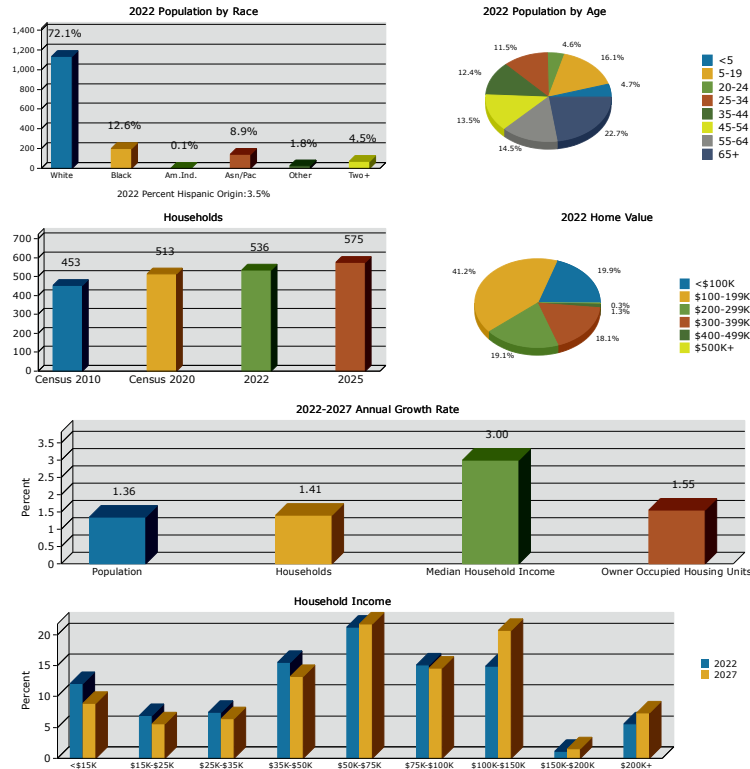 2022 Population by Race
1,400
1,200
1,000
800
600
400
200
0
72.1%
12.6%
0.1%
8.9%
1.8%
4.5%
White
Black
Am.Ind.
Asn/Pac
Other
Two+
2022 Percent Hispanic Origin:3.5%
2022 Population by Age
4.6%
16.1%
4.7%
22.7%
14.5%
13.5%
12.4%
11.5%
<5
5-19
20-24
25-34
35-44
45-54
55-64
65+
Households
700
600
500
400
300
200
100
0
453
513
536
575
Census 2010
Census 2020
2022
2025
2022 Home Value
41.2%
19.9%
0.3%
1.3%
18.1%
19.1%
<$100K
$100-199K
$200-299K
$300-399K
$400-499K
$500K+
2022-2027 Annual Growth Rate
Percent
3.5
3
2.5
2
1.5
1
0.5
0
1.36
1.41
3.00
1.55
Population
Households
Median Household Income
Owner Occupied Housing Units
Household Income
Percent
20
15
10
5
0
<$15K
$15K-$25K
$25K-$35K
$35K-$50K
$50K-$75K
$75K-$100K
$100K-$150K
$150K-$200K
$200K+
2022
2027